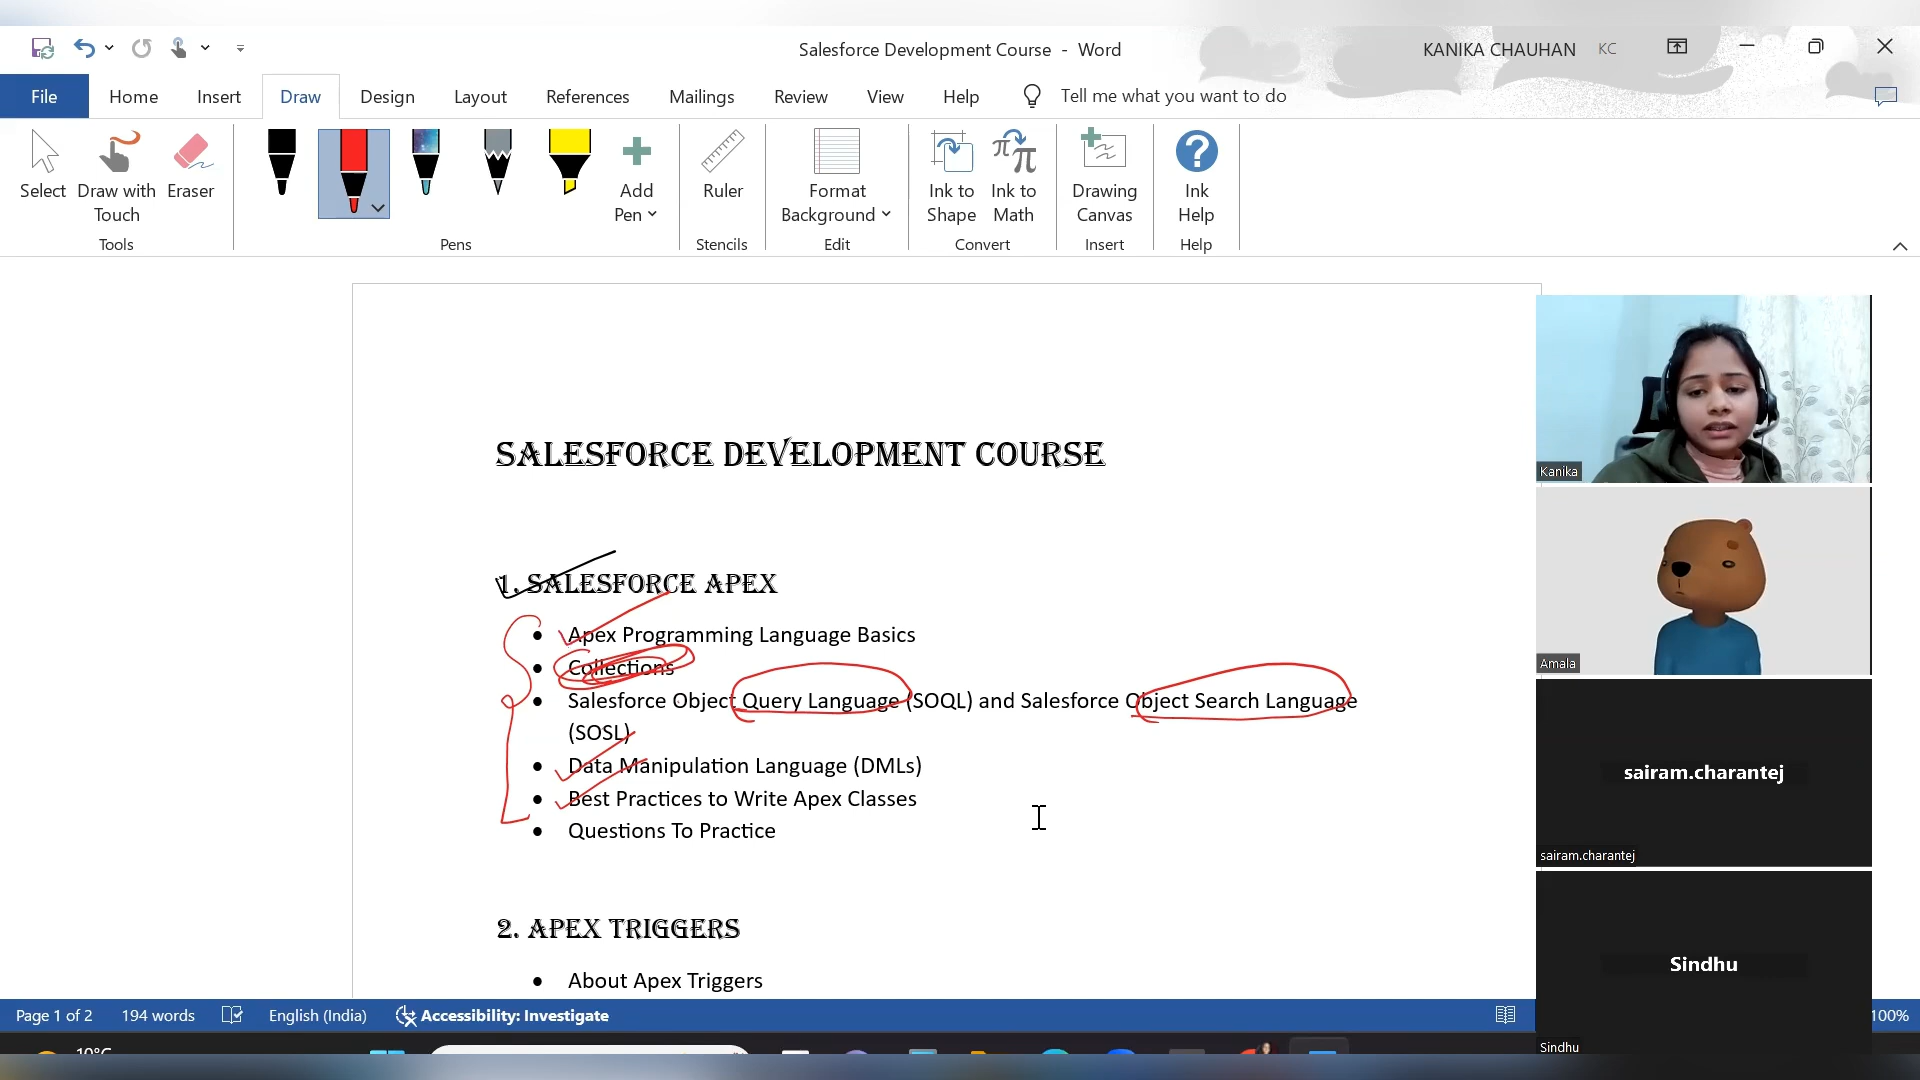 Salesforce Development Course - Word
KANIKA CHAUHAN KC
File Home Insert Draw Design Layout References Mailings Review View Help Tell me what you want to do
Select Draw with Touch Eraser
Add Pen
Ruler
Format Background
Ink to Shape Ink to Math
Drawing Canvas
Ink Help
Tools Pens Stencils Edit Convert Insert Help
SALESFORCE DEVELOPMENT COURSE
1. SALESFORCE APEX
• Apex Programming Language Basics
• Collections
• Salesforce Object Query Language (SOQL) and Salesforce Object Search Language
(SOSL)
• Data Manipulation Language (DMLs)
• Best Practices to Write Apex Classes
• Questions To Practice
2. APEX TRIGGERS
• About Apex Triggers
Kanika
Amala
sairam.charantej
sairam.charantej
Sindhu
Sindhu
Page 1 of 2 194 words English (India) Accessibility: Investigate 100%